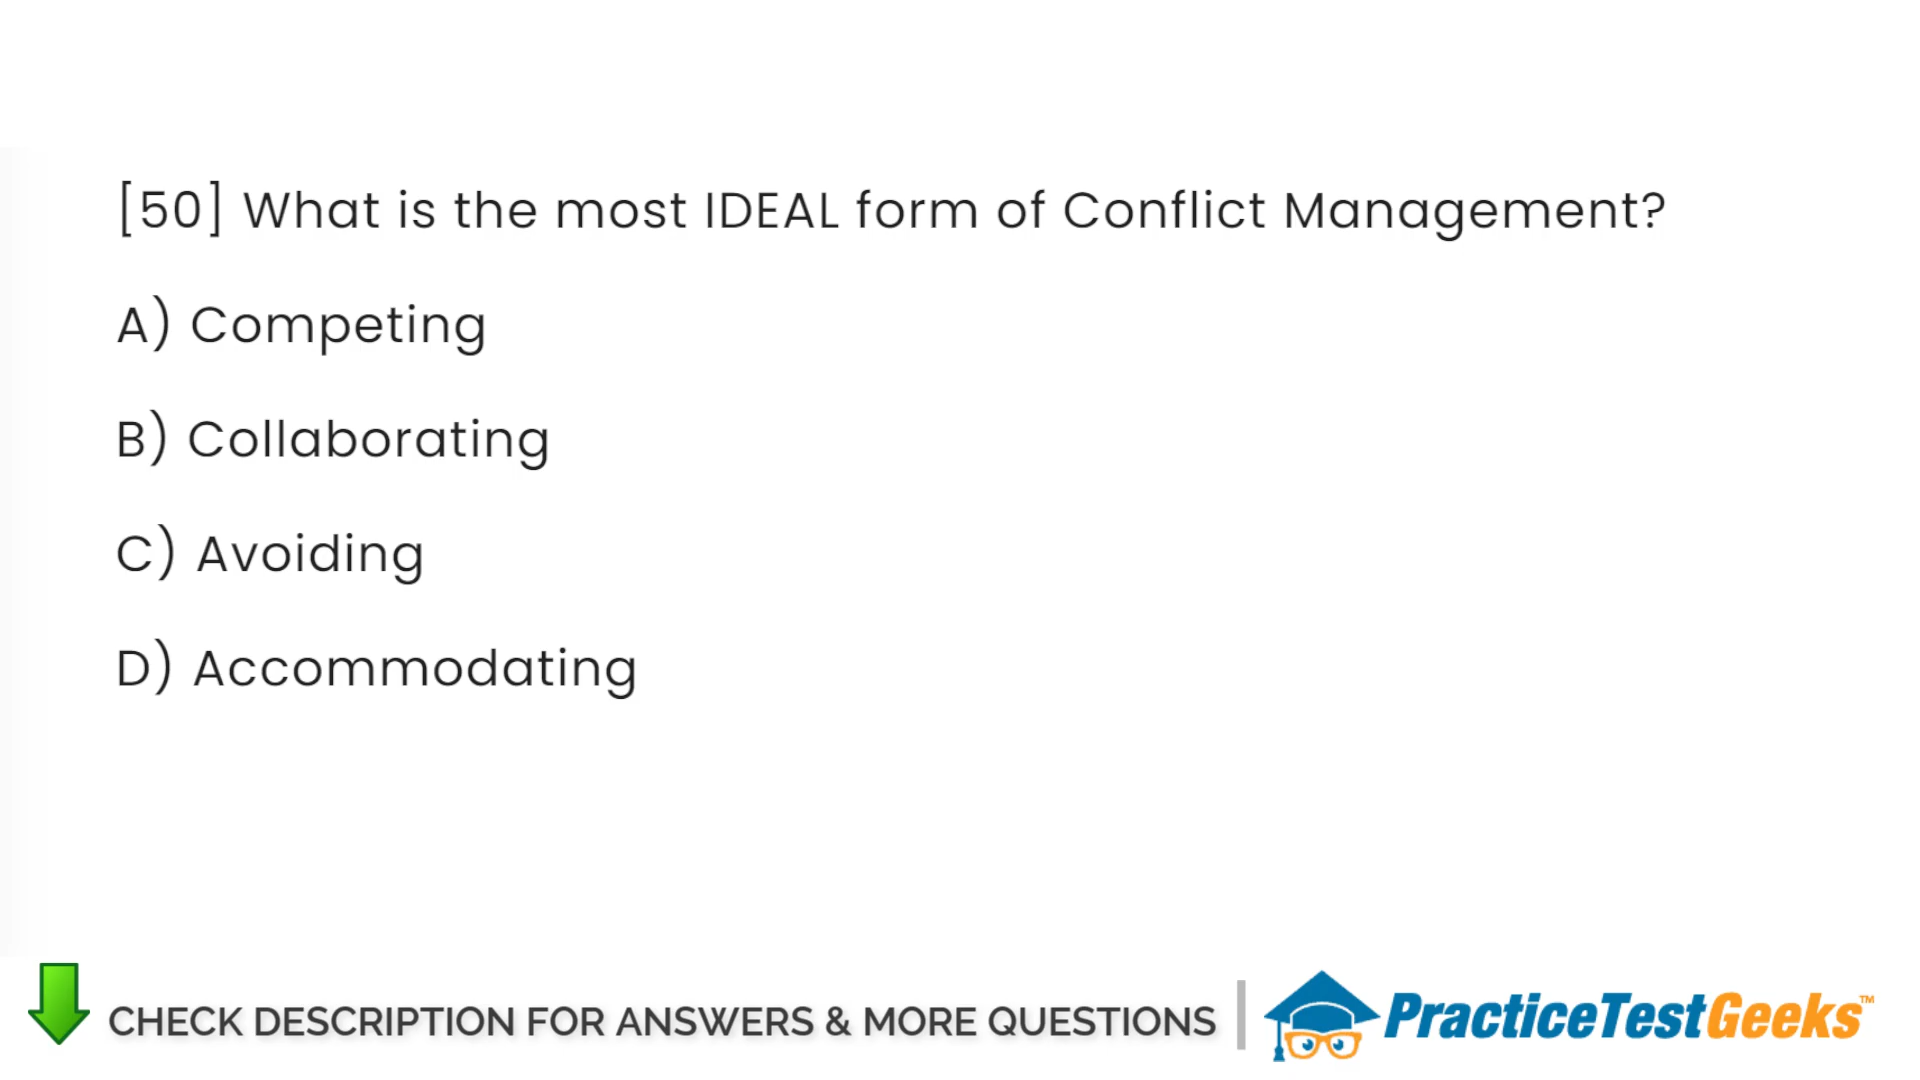 [50] What is the most IDEAL form of Conflict Management?
A) Competing
B) Collaborating
C) Avoiding
D) Accommodating
CHECK DESCRIPTION FOR ANSWERS & MORE QUESTIONS
PracticeTestGeeks™